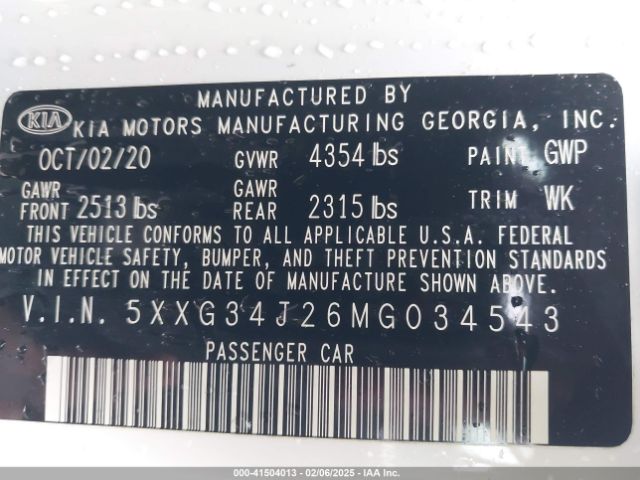 MANUFACTURED BY
KIA KIA MOTORS MANUFACTURING GEORGIA, INC.
OCT/02/20 GVWR 4354 lbs PAINT GWP
GAWR FRONT 2513 lbs GAWR REAR 2315 lbs TRIM WK
THIS VEHICLE CONFORMS TO ALL APPLICABLE U.S.A. FEDERAL
MOTOR VEHICLE SAFETY, BUMPER, AND THEFT PREVENTION STANDARDS
IN EFFECT ON THE DATE OF MANUFACTURE SHOWN ABOVE.
V.I.N. 5XXG34J26MG034543
PASSENGER CAR
000-41504013 - 02/06/2025 - IAA Inc.